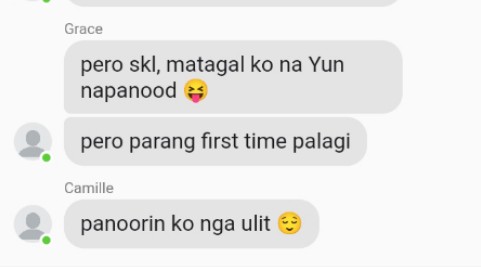 Grace
pero skl, matagal ko na Yun
napanood 😝
pero parang first time palagi
Camille
panoorin ko nga ulit 😌